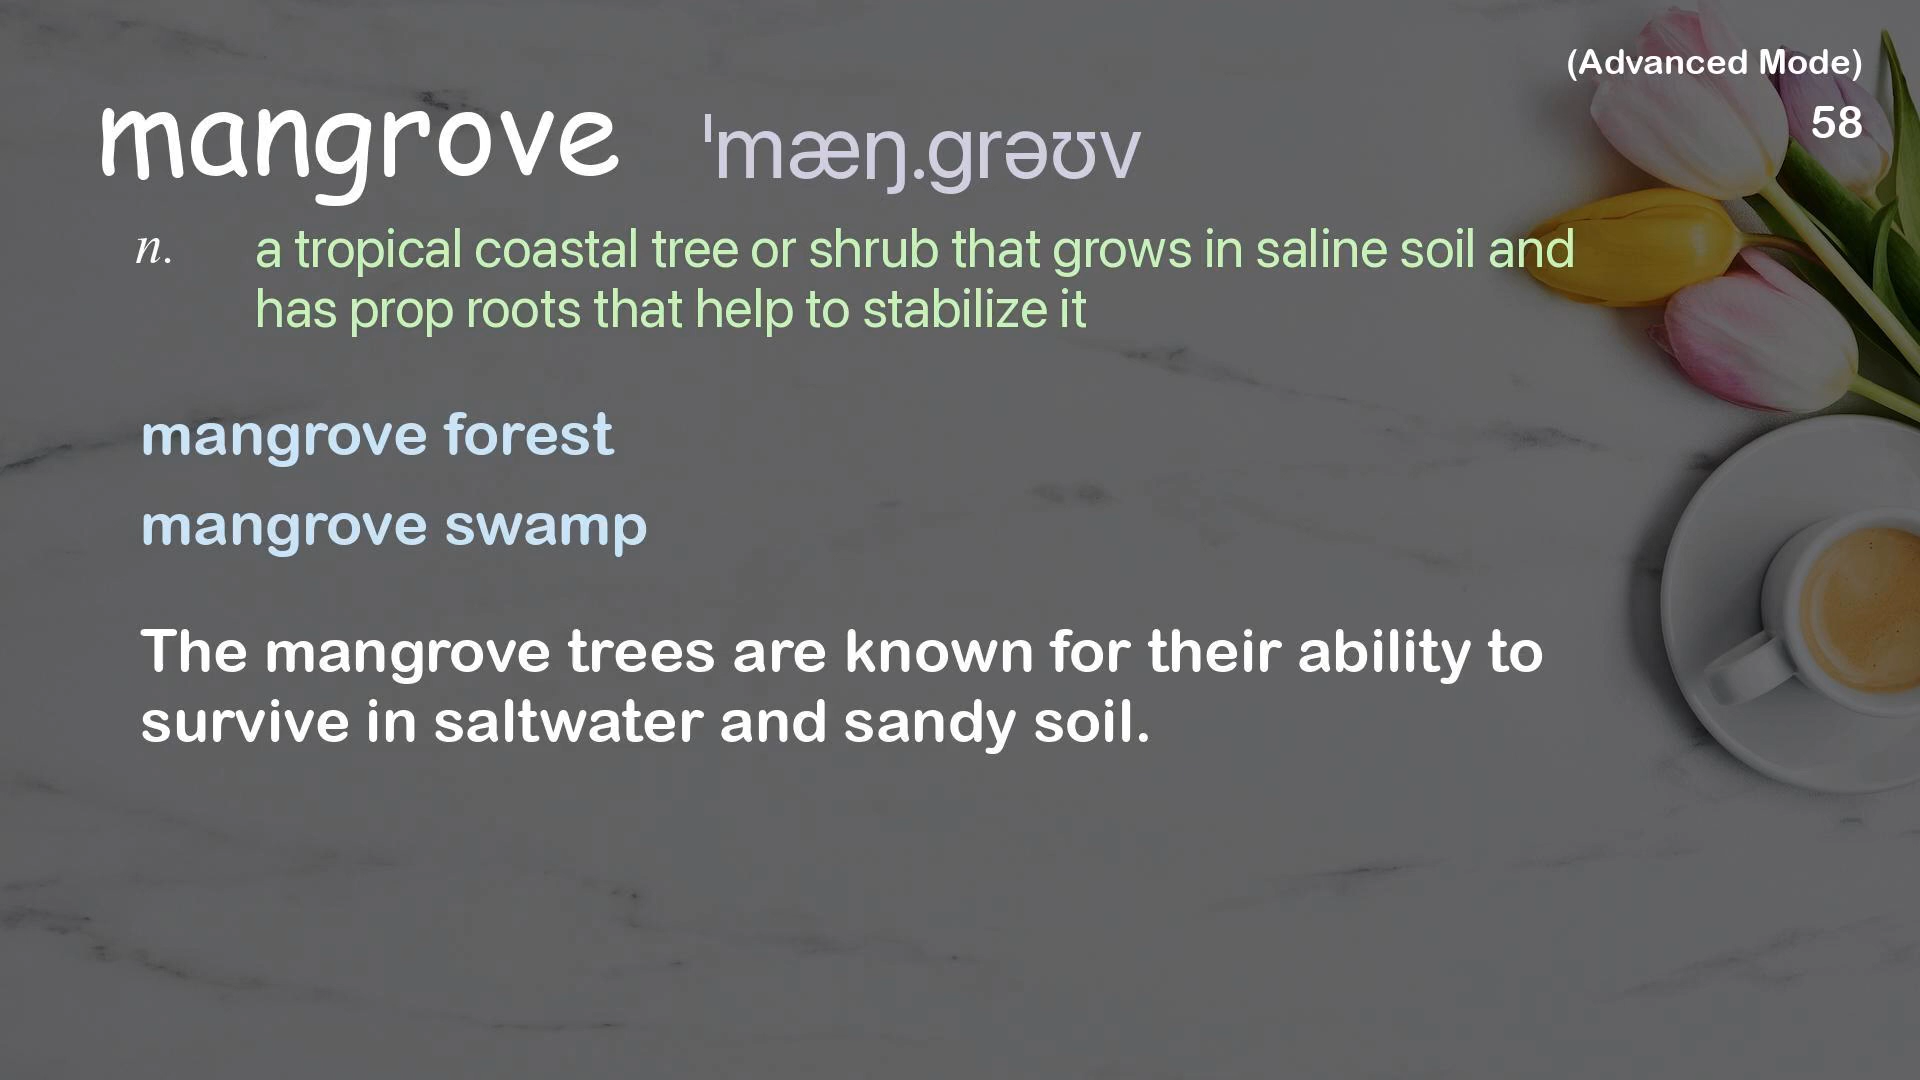 (Advanced Mode)
58
mangrove ˈmæŋ.grəʊv
n. a tropical coastal tree or shrub that grows in saline soil and
has prop roots that help to stabilize it
mangrove forest
mangrove swamp
The mangrove trees are known for their ability to
survive in saltwater and sandy soil.